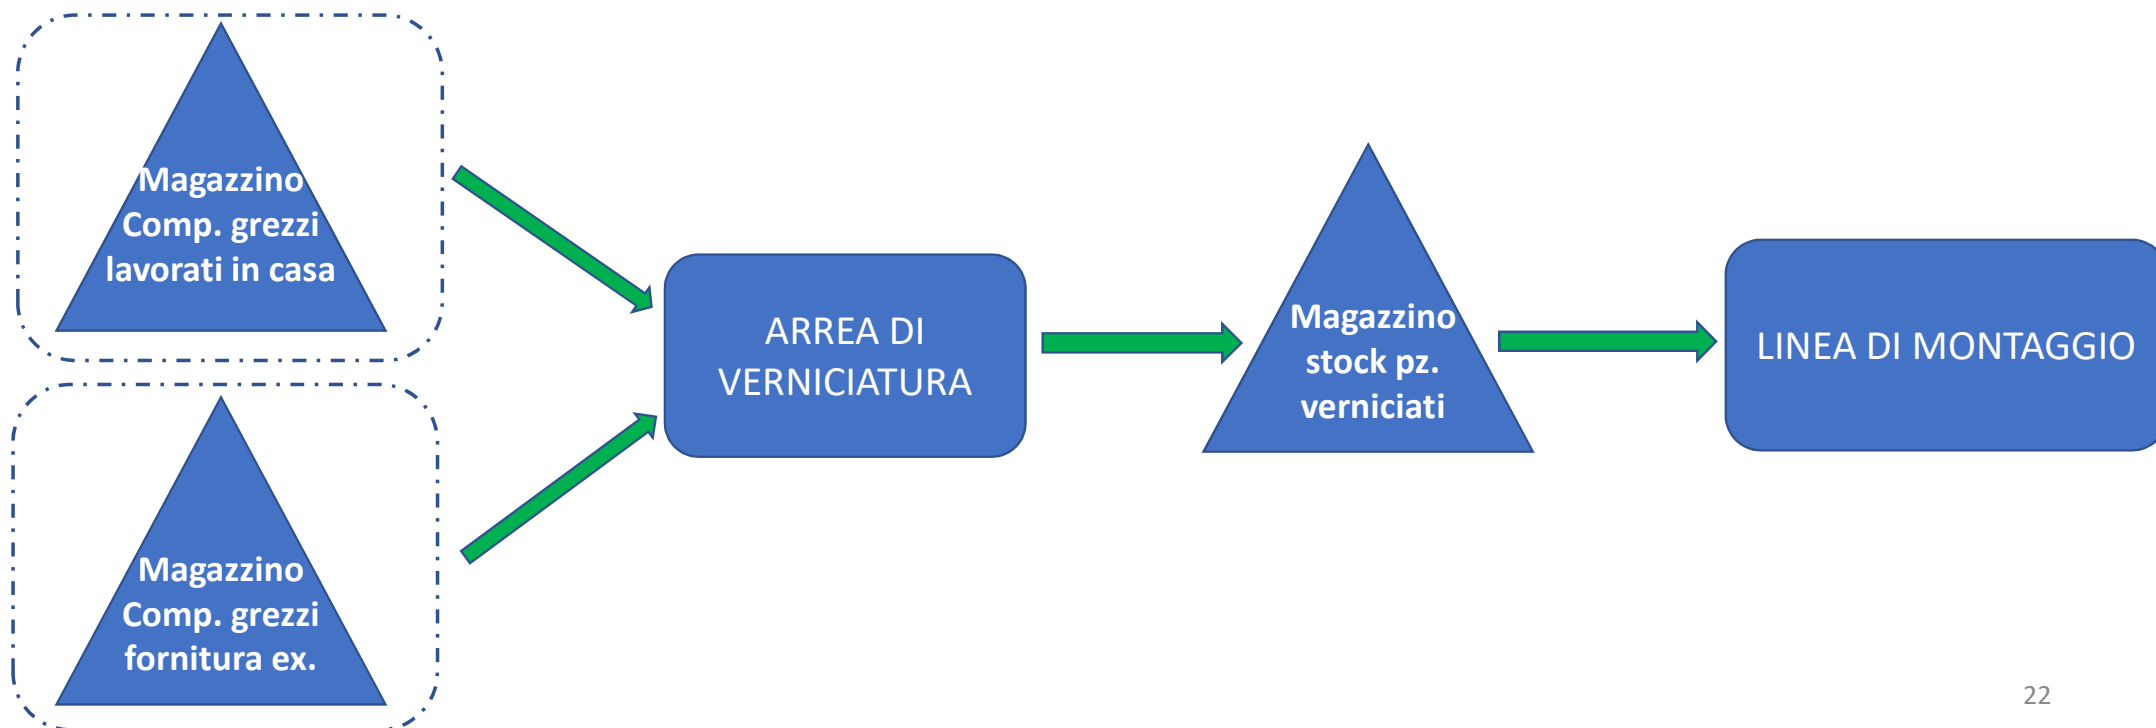 Magazzino
Comp. grezzi
lavorati in casa
Magazzino
Comp. grezzi
fornitura ex.
ARREA DI
VERNICIATURA
Magazzino
stock pz.
verniciati
LINEA DI MONTAGGIO
22